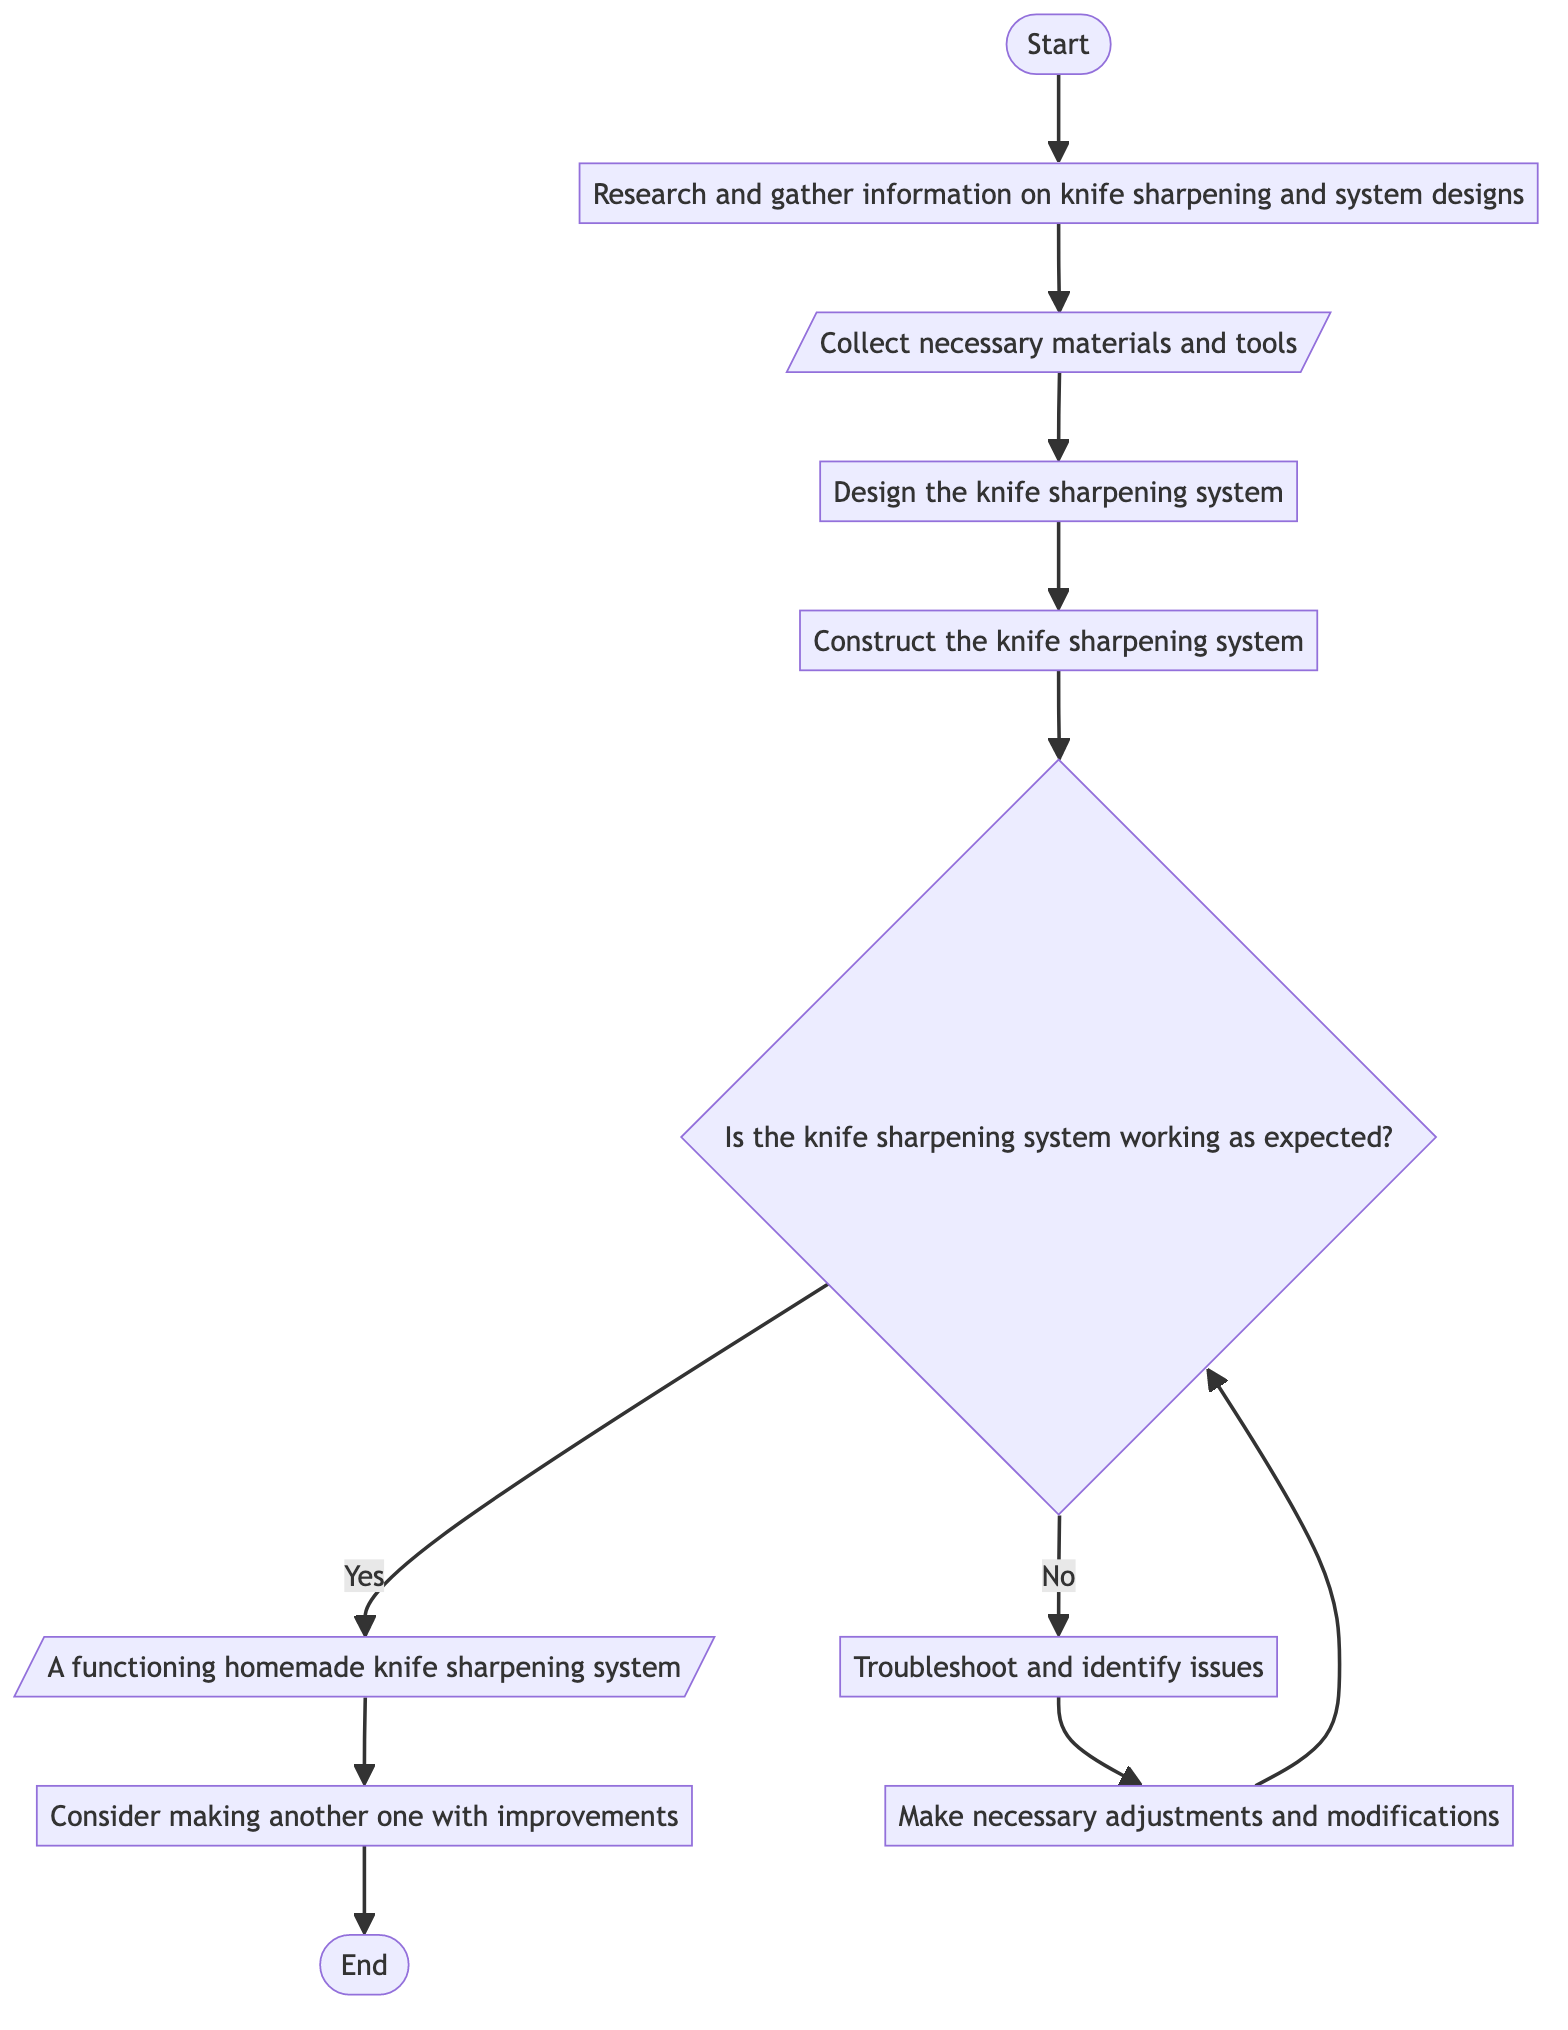 Start
Research and gather information on knife sharpening and system designs
Collect necessary materials and tools
Design the knife sharpening system
Construct the knife sharpening system
Is the knife sharpening system working as expected?
Yes
No
A functioning homemade knife sharpening system
Troubleshoot and identify issues
Consider making another one with improvements
Make necessary adjustments and modifications
End